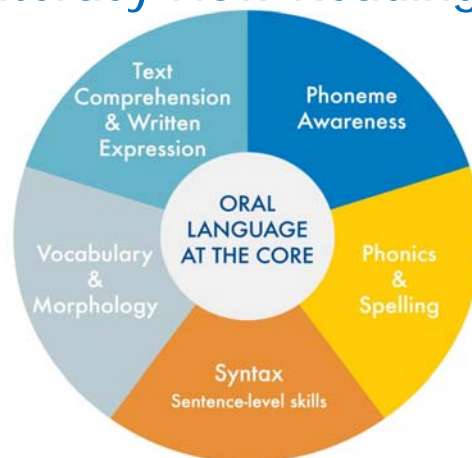 Text
Comprehension
& Written
Expression
Phoneme
Awareness
ORAL
LANGUAGE
AT THE CORE
Vocabulary
&
Morphology
Phonics
&
Spelling
Syntax
Sentence-level skills